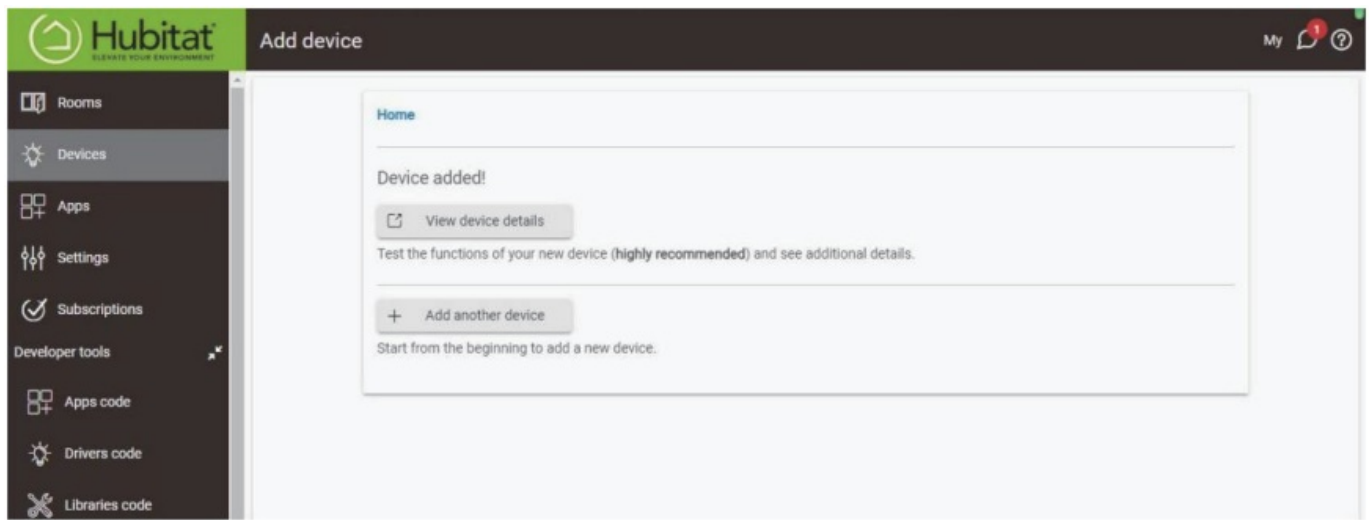 Hubitat
ELEVATE YOUR ENVIRONMENT
Add device
My
1
Rooms
Devices
Apps
Settings
Subscriptions
Developer tools
Apps code
Drivers code
Libraries code
Home
Device added!
View device details
Test the functions of your new device (highly recommended) and see additional details.
Add another device
Start from the beginning to add a new device.